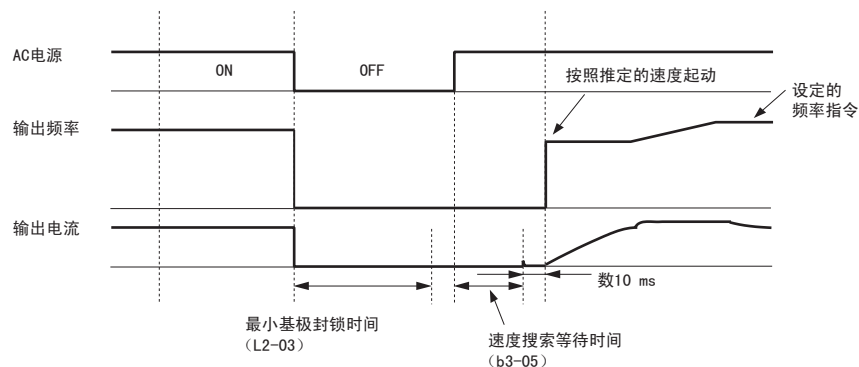 AC电源
ON
OFF
按照推定的速度起动
设定的
频率指令
输出频率
输出电流
数10 ms
最小基极封锁时间
（L2-03）
速度搜索等待时间
（b3-05）